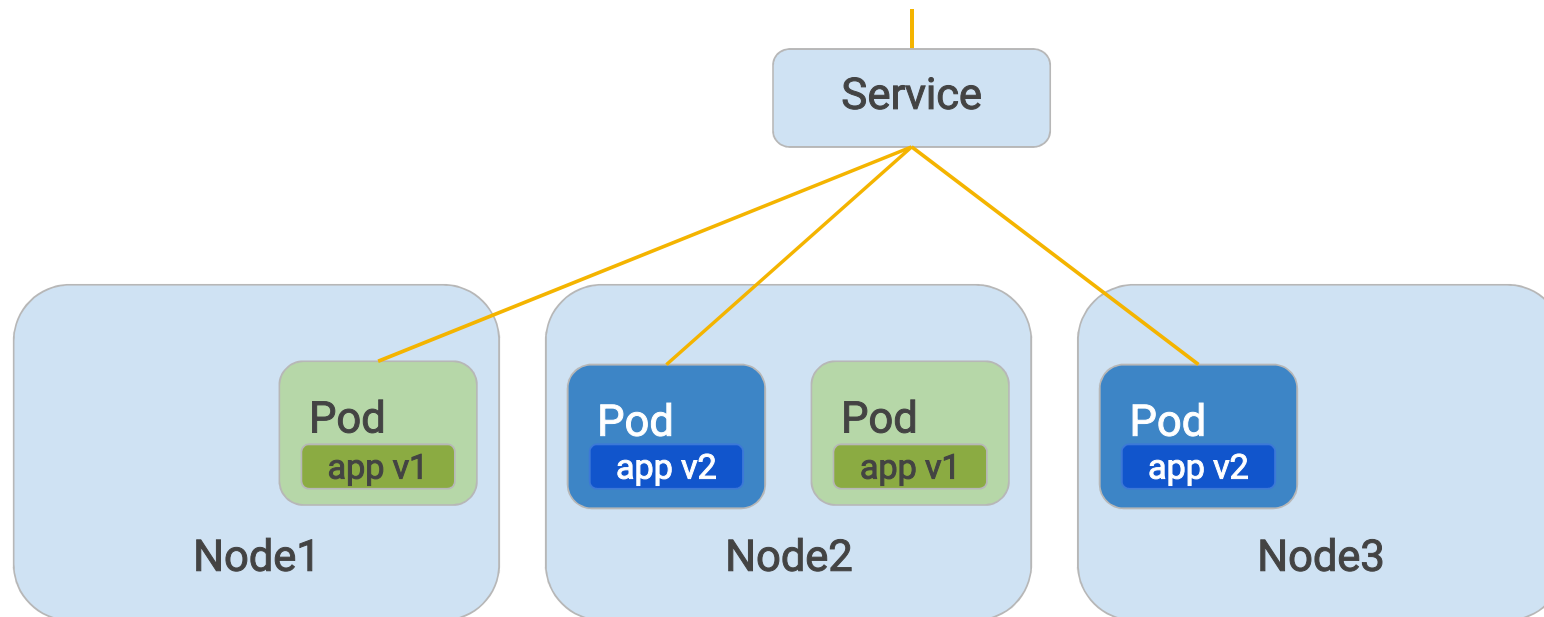 Service
Pod
app v1
Node1
Pod
app v2
Pod
app v1
Node2
Pod
app v2
Node3